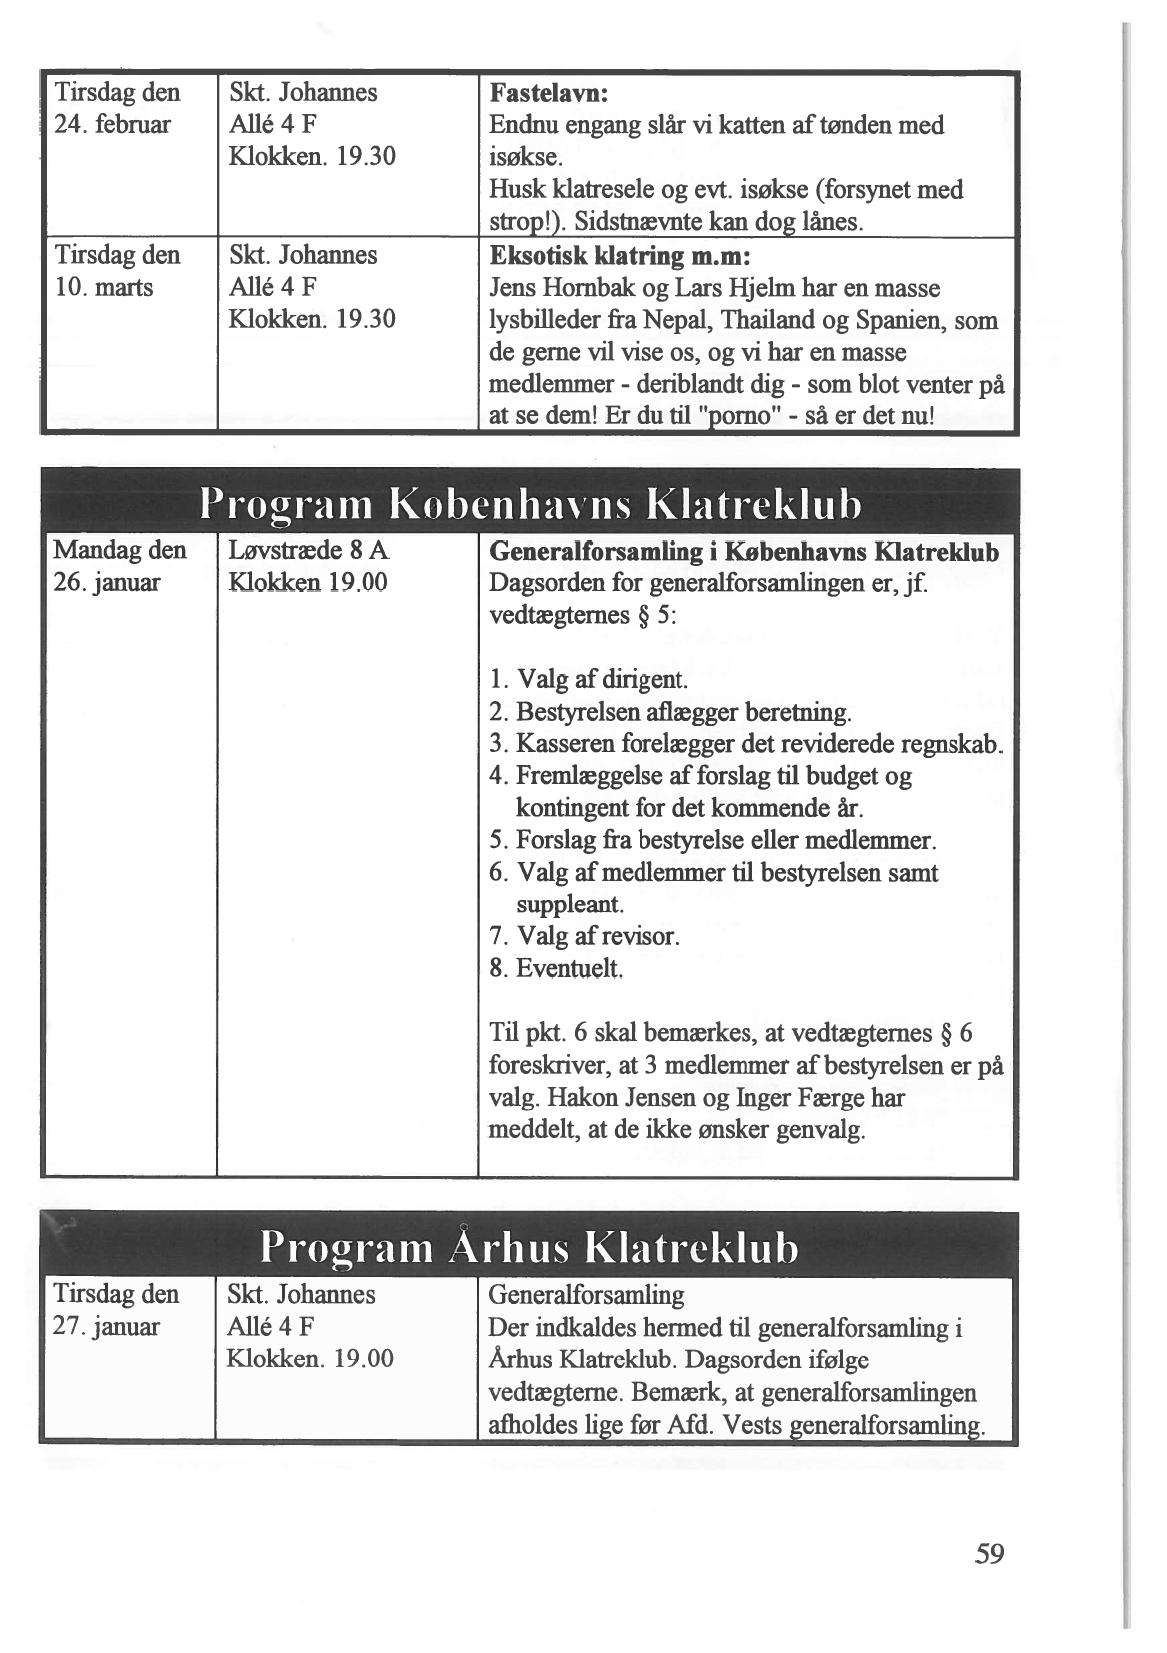 Tirsdag den
24. februar
Skt. Johannes
Allé 4 F
Klokken. 19.30
Fastelavn:
Endnu engang slår vi katten af tønden med
isøkse.
Husk klatresele og evt. isøkse (forsynet med
strop!). Sidstnævnte kan dog lånes.
Tirsdag den
10. marts
Skt. Johannes
Allé 4 F
Klokken. 19.30
Eksotisk klatring m.m:
Jens Hornbak og Lars Hjelm har en masse
lysbilleder fra Nepal, Thailand og Spanien, som
de gerne vil vise os, og vi har en masse
medlemmer - deriblandt dig - som blot venter på
at se dem! Er du til "porno" - så er det nu!
Program Københavns Klatreklub
Mandag den
26. januar
Løvstræde 8 A
Klokken 19.00
Generalforsamling i Københavns Klatreklub
Dagsorden for generalforsamlingen er, jf.
vedtægternes § 5:
1. Valg af dirigent.
2. Bestyrelsen aflægger beretning.
3. Kasseren forelægger det reviderede regnskab.
4. Fremlæggelse af forslag til budget og
kontingent for det kommende år.
5. Forslag fra bestyrelse eller medlemmer.
6. Valg af medlemmer til bestyrelsen samt
suppleant.
7. Valg af revisor.
8. Eventuelt.
Til pkt. 6 skal bemærkes, at vedtægternes § 6
foreskriver, at 3 medlemmer af bestyrelsen er på
valg. Hakon Jensen og Inger Færge har
meddelt, at de ikke ønsker genvalg.
Program Århus Klatreklub
Tirsdag den
27. januar
Skt. Johannes
Allé 4 F
Klokken. 19.00
Generalforsamling
Der indkaldes hermed til generalforsamling i
Århus Klatreklub. Dagsorden ifølge
vedtægterne. Bemærk, at generalforsamlingen
afholdes lige før Afd. Vests generalforsamling.
59